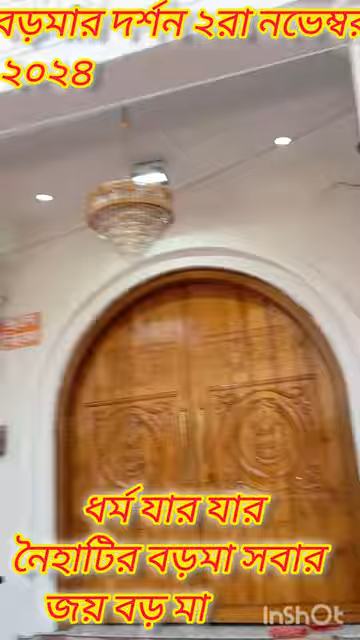 বড়মার দর্শন ২রা নভেম্বর
২০২৪
ধর্ম যার যার
নৈহাটির বড়মা সবার
জয় বড় মা
InShOt